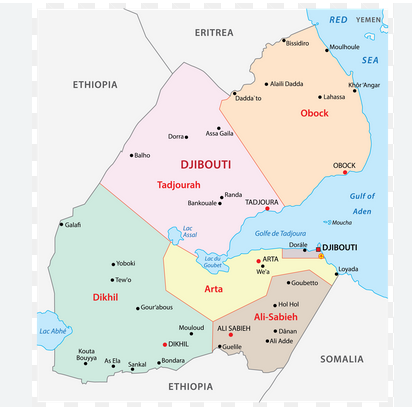 RED
YEMEN
ERITREA
Bissidiro
Moulhoule
SEA
ETHIOPIA
Alaili Dadda
Khôr 'Angar
Dadda`to
Lahassa
Obock
Assa Gaila
Dorra
Balho
DJIBOUTI
OBOCK
Tadjourah
Randa
Bankouale
TADJOURA
Gulf of
Aden
Moucha
Galafi
Lac
Assal
Golfe de Tadjoura
Dorale
DJIBOUTI
Lac du
Goubet
ARTA
We'a
Loyada
Yoboki
Tew'o
Goubetto
Arta
Dikhil
Gour'abous
Hol Hol
Ali-Sabieh
Lac Abhé
Mouload
ALI SABIEH
Dânan
Ali Adde
DIKHIL
Guelile
Kouta
Bouyya
As Ela
Sankal
Bondara
SOMALIA
ETHIOPIA